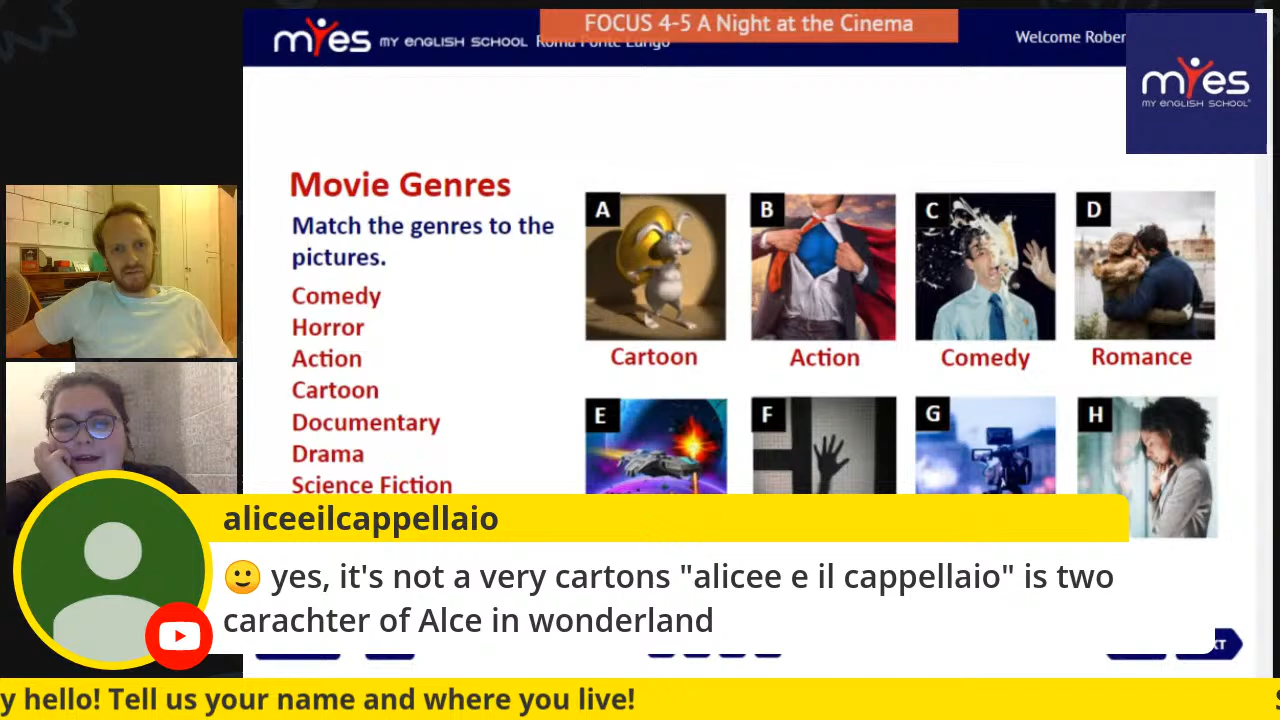 FOCUS 4-5 A Night at the Cinema
myes MY ENGLISH SCHOOL Roma Ponte Lungo
Welcome Rober
myes
MY ENGLISH SCHOOL
Movie Genres
Match the genres to the
pictures.
Comedy
Horror
Action
Cartoon
Documentary
Drama
Science Fiction
A
B
C
D
Cartoon
Action
Comedy
Romance
E
F
G
H
aliceeilcappellaio
yes, it's not a very cartons "alicee e il cappellaio" is two
carachter of Alce in wonderland
y hello! Tell us your name and where you live!